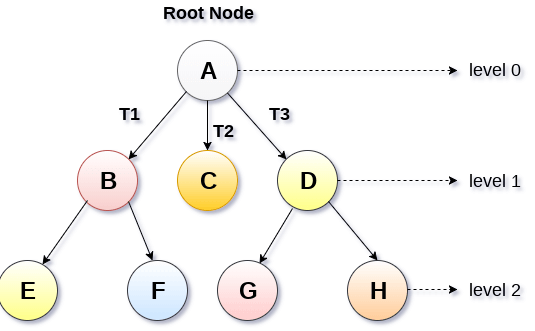 Root Node
A
level 0
T1
T2
T3
B
C
D
level 1
E
F
G
H
level 2